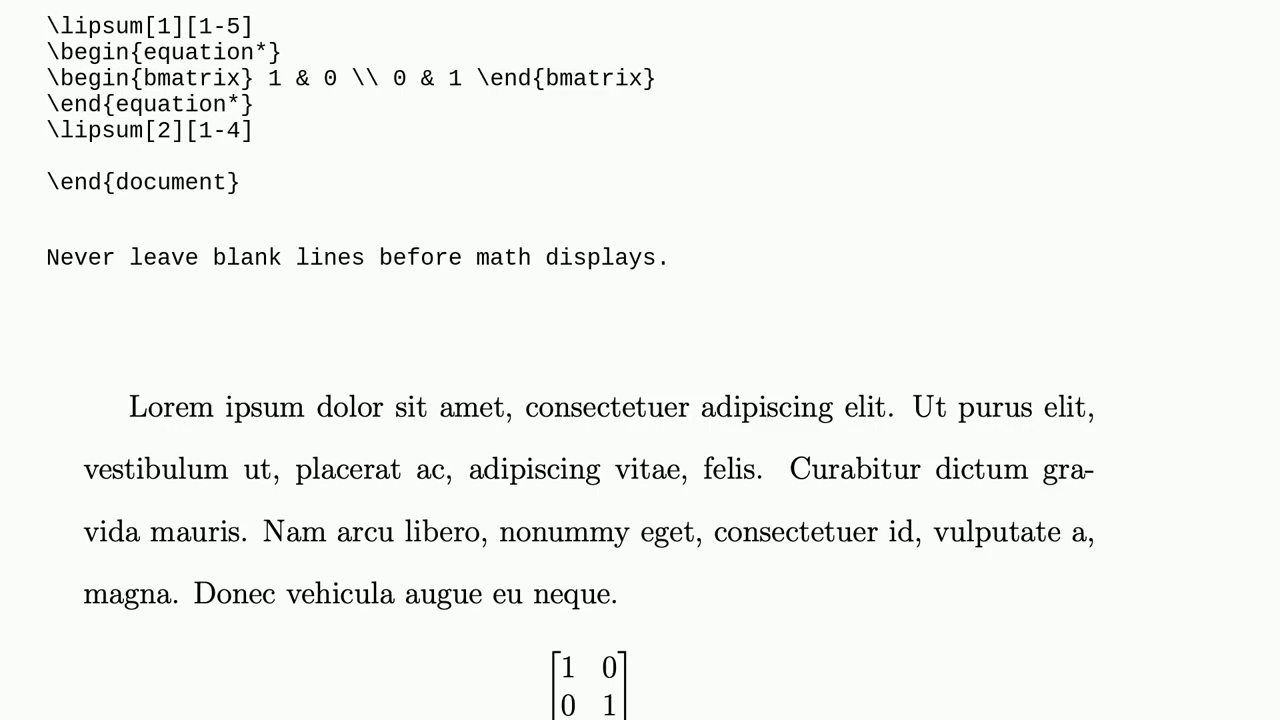 \lipsum[1][1-5]
\begin{equation*}
\begin{bmatrix} 1 & 0 \\ 0 & 1 \end{bmatrix}
\end{equation*}
\lipsum[2][1-4]
\end{document}
Never leave blank lines before math displays.
Lorem ipsum dolor sit amet, consectetuer adipiscing elit. Ut purus elit,
vestibulum ut, placerat ac, adipiscing vitae, felis. Curabitur dictum gra-
vida mauris. Nam arcu libero, nonummy eget, consectetuer id, vulputate a,
magna. Donec vehicula augue eu neque.
1 0
0 1